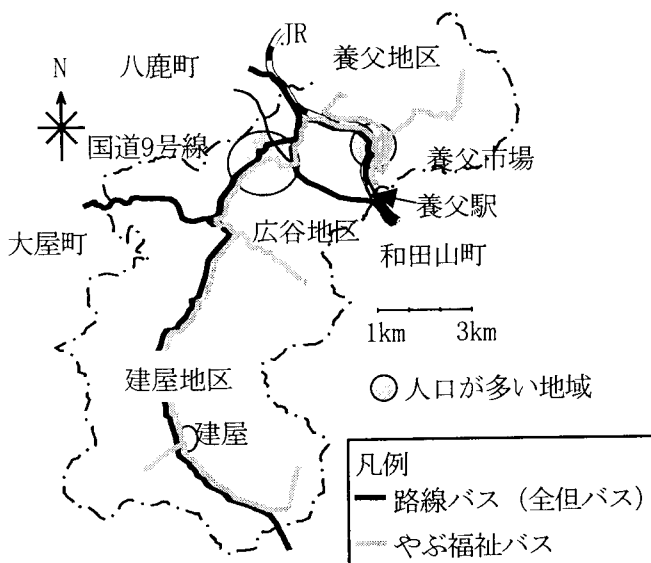 JR
N
八鹿町
養父地区
国道9号線
養父市場
養父駅
大屋町
広谷地区
和田山町
1km
3km
建屋地区
人口が多い地域
建屋
凡例
路線バス（全但バス）
やぶ福祉バス